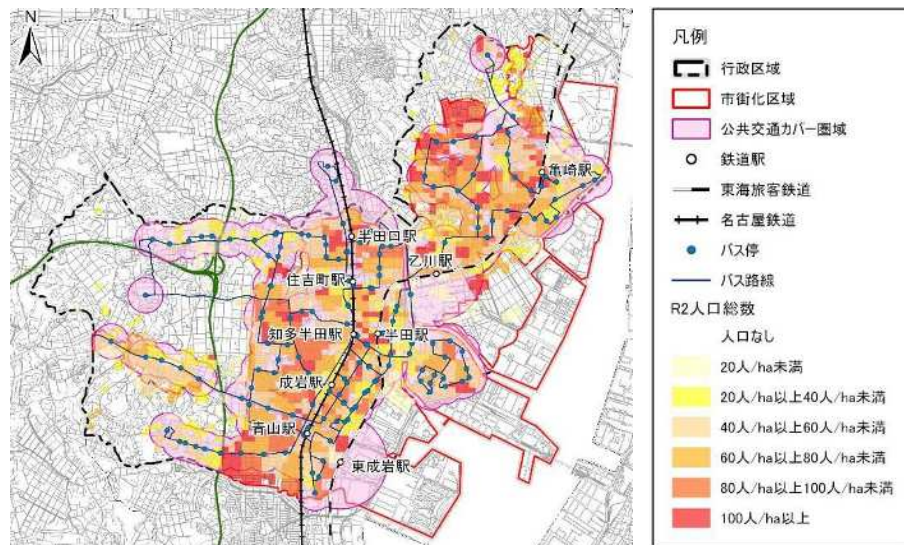 N
亀崎駅
半田口駅
乙川駅
住吉町駅
知多半田駅
半田駅
成岩駅
青山駅
東成岩駅
凡例
行政区域
市街化区域
公共交通カバー圏域
鉄道駅
東海旅客鉄道
名古屋鉄道
バス停
バス路線
R2人口総数
人口なし
20人/ha未満
20人/ha以上40人/ha未満
40人/ha以上60人/ha未満
60人/ha以上80人/ha未満
80人/ha以上100人/ha未満
100人/ha以上